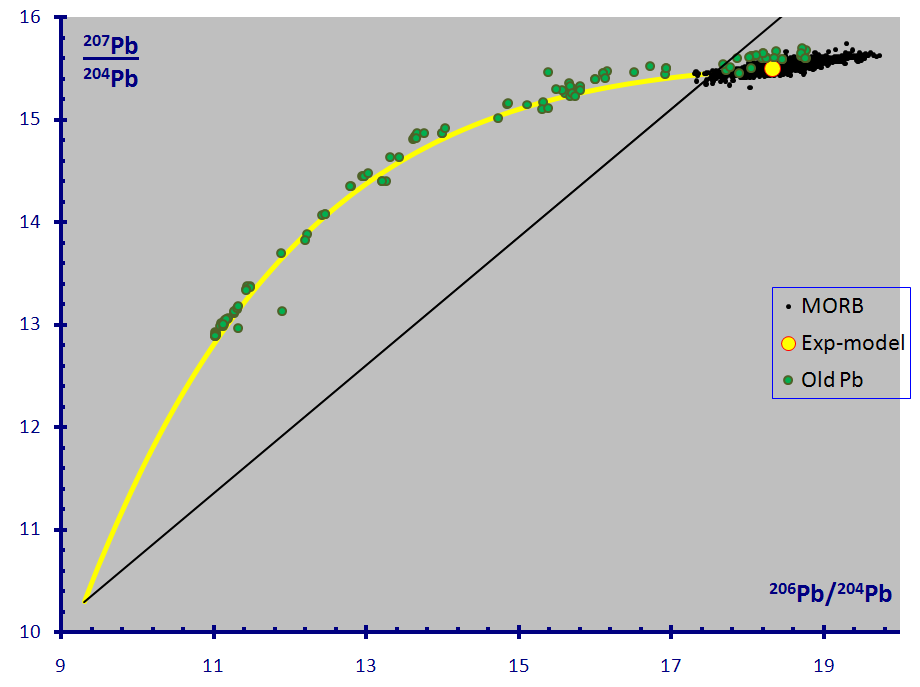 16
²⁰⁷Pb
²⁰⁴Pb
15
14
13
MORB
Exp-model
Old Pb
12
11
²⁰⁶Pb/²⁰⁴Pb
10
9 11 13 15 17 19